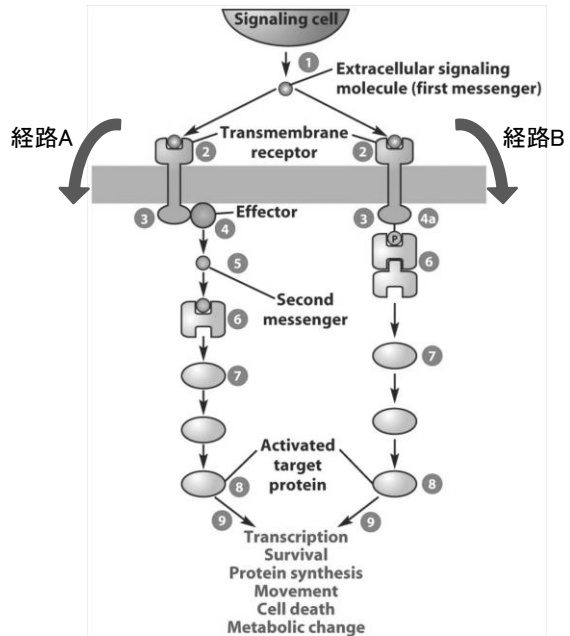 Signaling cell
1
Extracellular signaling
molecule (first messenger)
経路A
経路B
2
Transmembrane
receptor
2
3
Effector
4
3
4a
P
5
6
Second
messenger
6
7
7
Activated
target
protein
8
8
9
9
Transcription
Survival
Protein synthesis
Movement
Cell death
Metabolic change